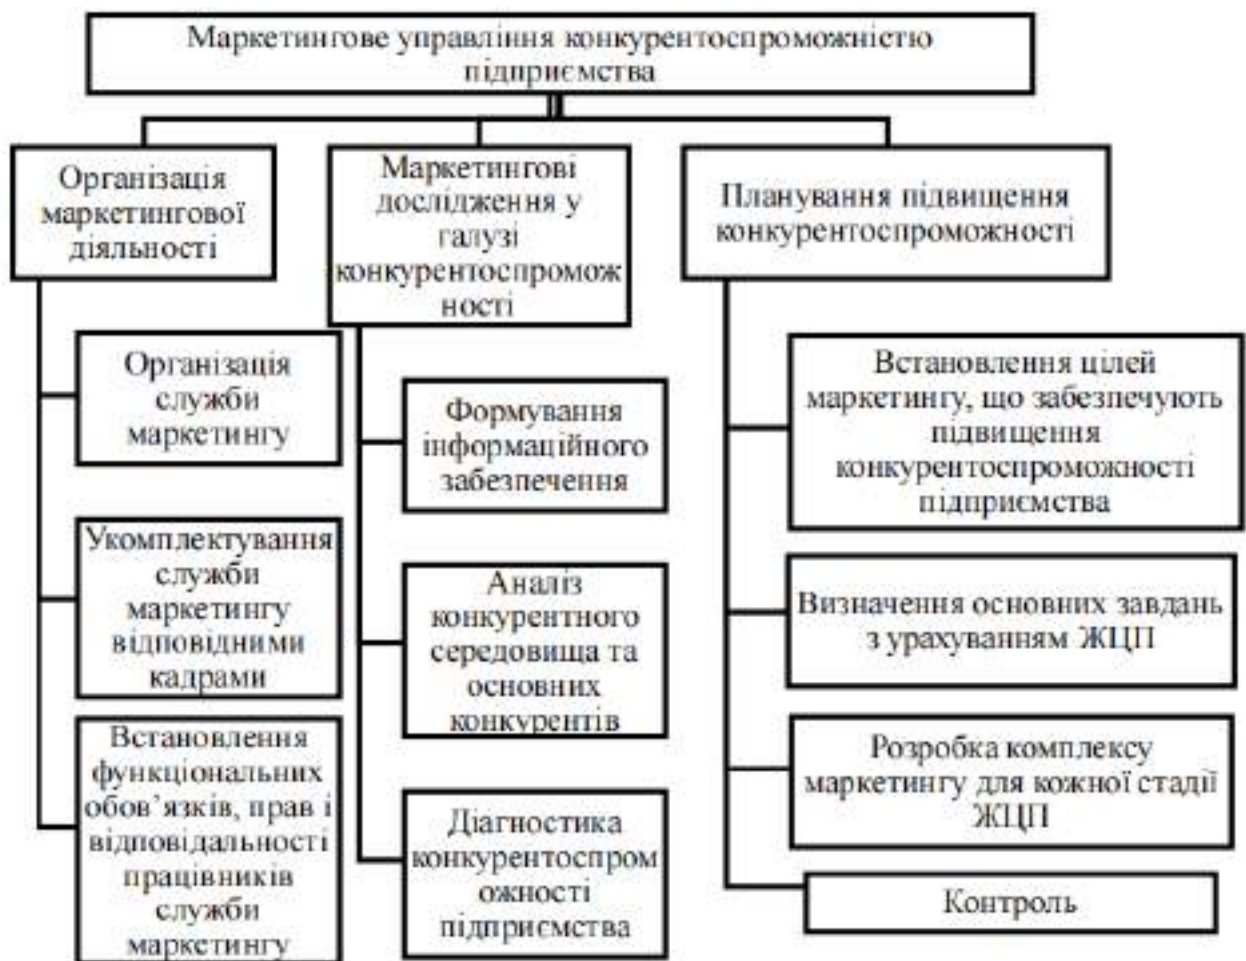 Маркетингове управління конкурентоспроможністю
підприємства
Організація
маркетингової
діяльності
Маркетингові
дослідження у
галузі
конкурентоспромож
ності
Планування підвищення
конкурентоспроможності
Організація
служби
маркетингу
Укомплектування
служби
маркетингу
відповідними
кадрами
Встановлення
функціональних
обов’язків, прав і
відповідальності
працівників
служби
маркетингу
Формування
інформаційного
забезпечення
Аналіз
конкурентного
середовища та
основних
конкурентів
Діагностика
конкурентоспром
ожності
підприємства
Встановлення цілей
маркетингу, що забезпечують
підвищення
конкурентоспроможності
підприємства
Визначення основних завдань
з урахуванням ЖЦП
Розробка комплексу
маркетингу для кожної стадії
ЖЦП
Контроль